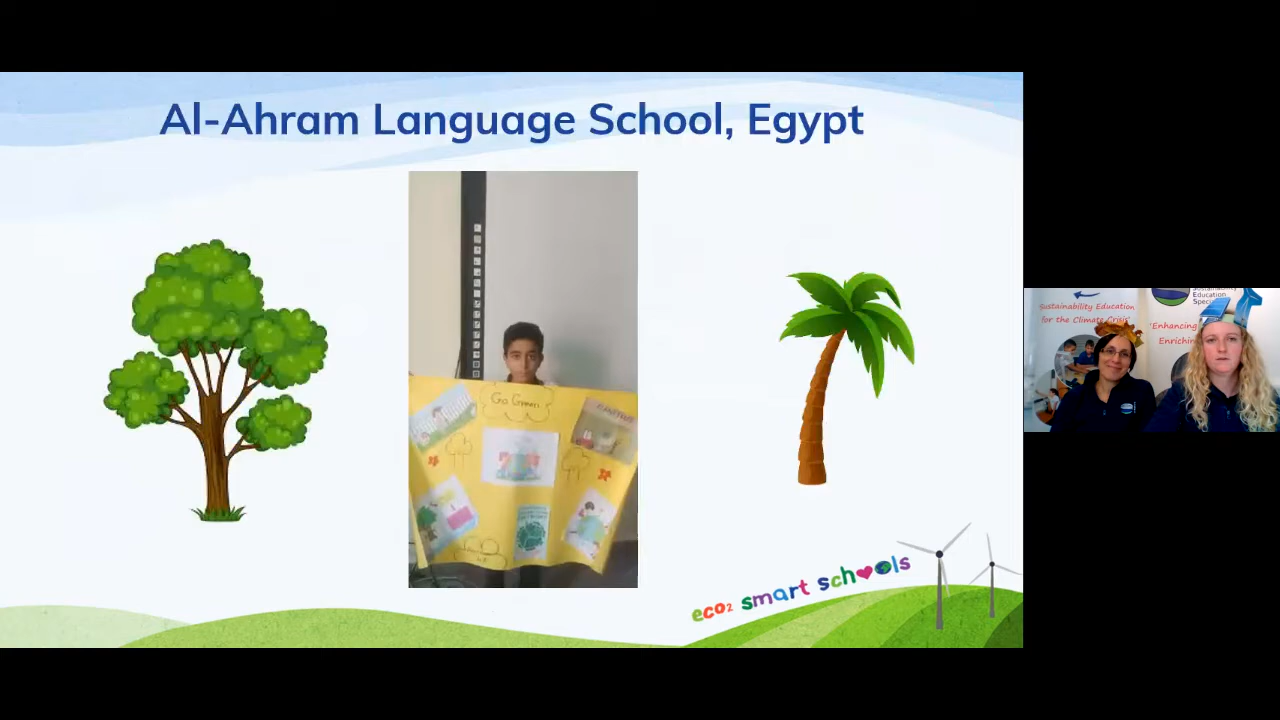 Al-Ahram Language School, Egypt
Go Green
eco2 smart schools
Sustainability Education
for the Climate Crisis"
Sustainability
Education
"Enhancing
Enriching